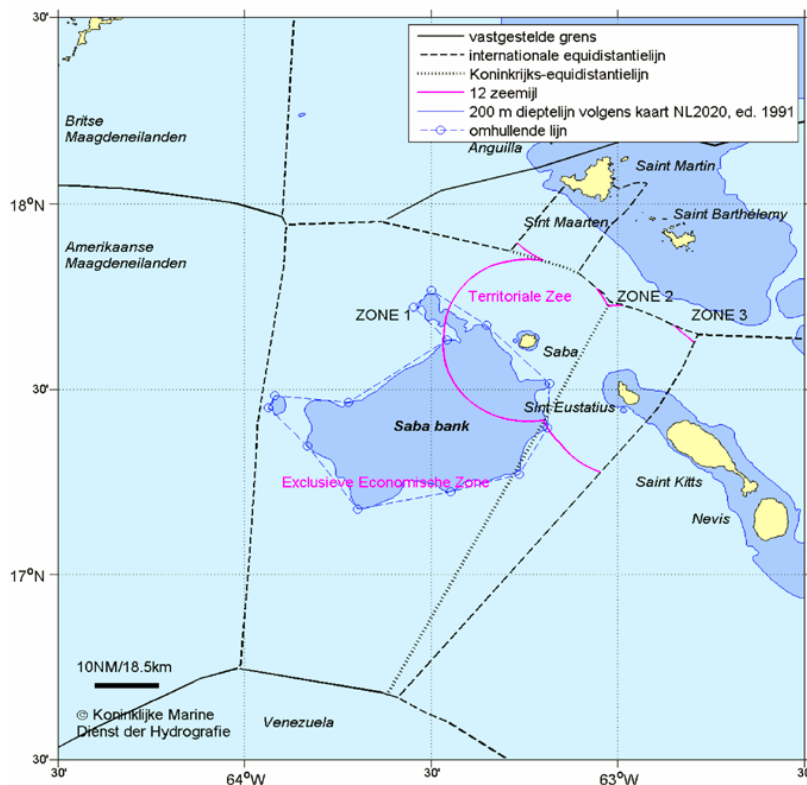 30'
30'
vastgestelde grens
internationale equidistantielijn
Koninkrijks-equidistantielijn
12 zeemijl
200 m dieptelijn volgens kaart NL2020, ed. 1991
omhullende lijn
Britse
Maagdeneilanden
Anguilla
Saint Martin
18°N
Sint Maarten
Saint Barthélemy
Amerikaanse
Maagdeneilanden
Territoriale Zee
ZONE 1
ZONE 2
ZONE 3
Saba
30'
Sint Eustatius
Saba bank
Exclusieve Economische Zone
Saint Kitts
Nevis
17°N
10NM/18.5km
© Koninklijke Marine
Dienst der Hydrografie
Venezuela
30'
30'
64°W
30'
63°W
30'